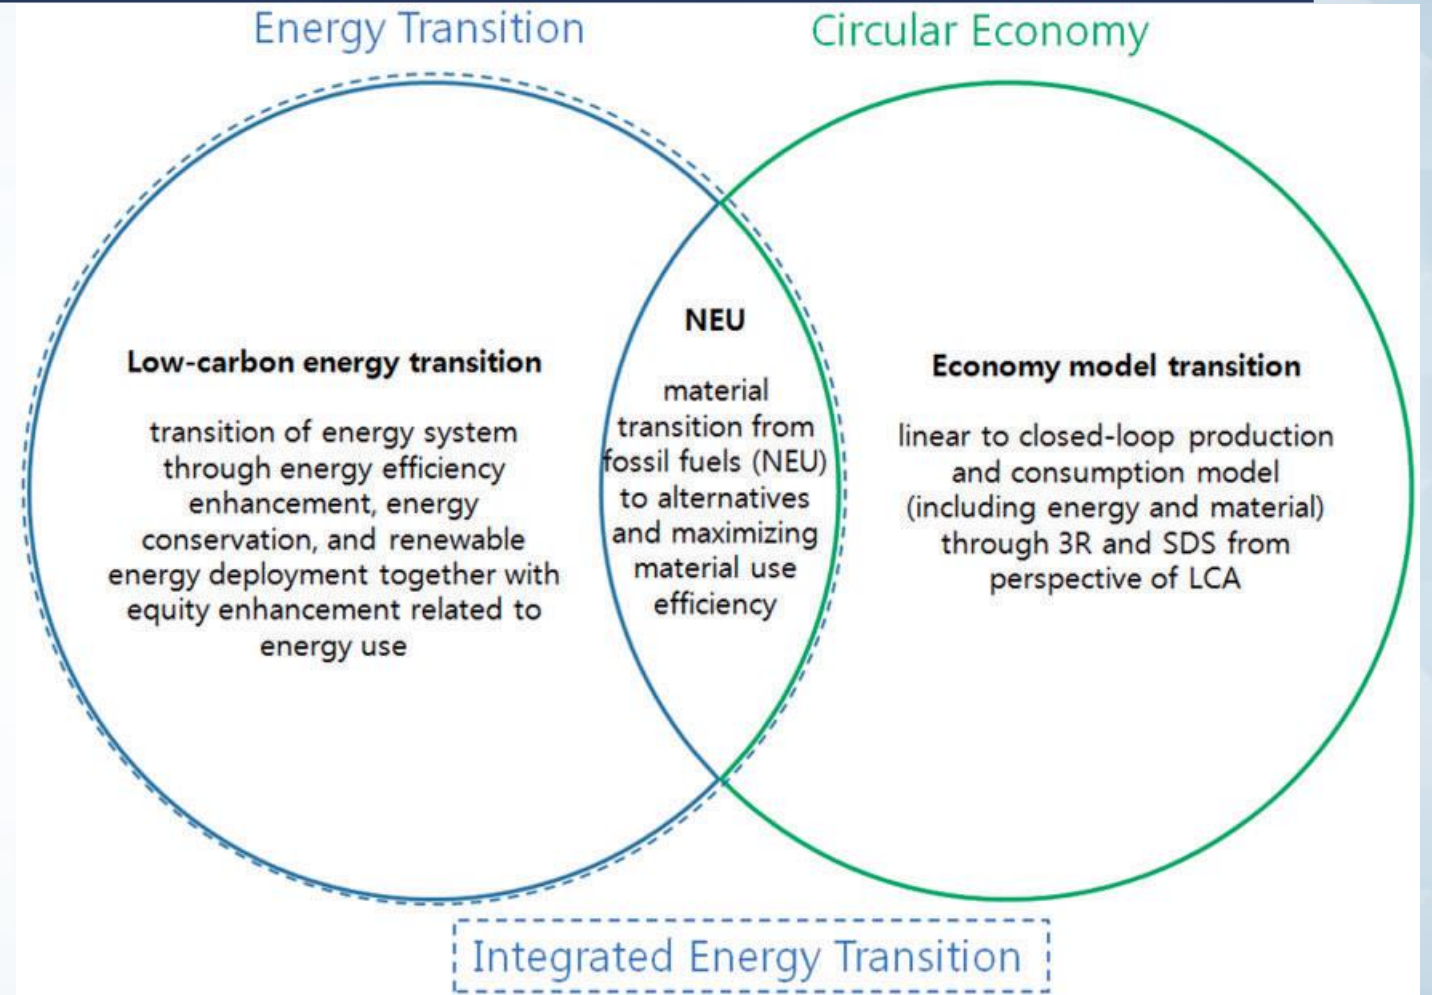 Energy Transition
Circular Economy
Low-carbon energy transition
transition of energy system
through energy efficiency
enhancement, energy
conservation, and renewable
energy deployment together with
equity enhancement related to
energy use
NEU
material
transition from
fossil fuels (NEU)
to alternatives
and maximizing
material use
efficiency
Economy model transition
linear to closed-loop production
and consumption model
(including energy and material)
through 3R and SDS from
perspective of LCA
Integrated Energy Transition